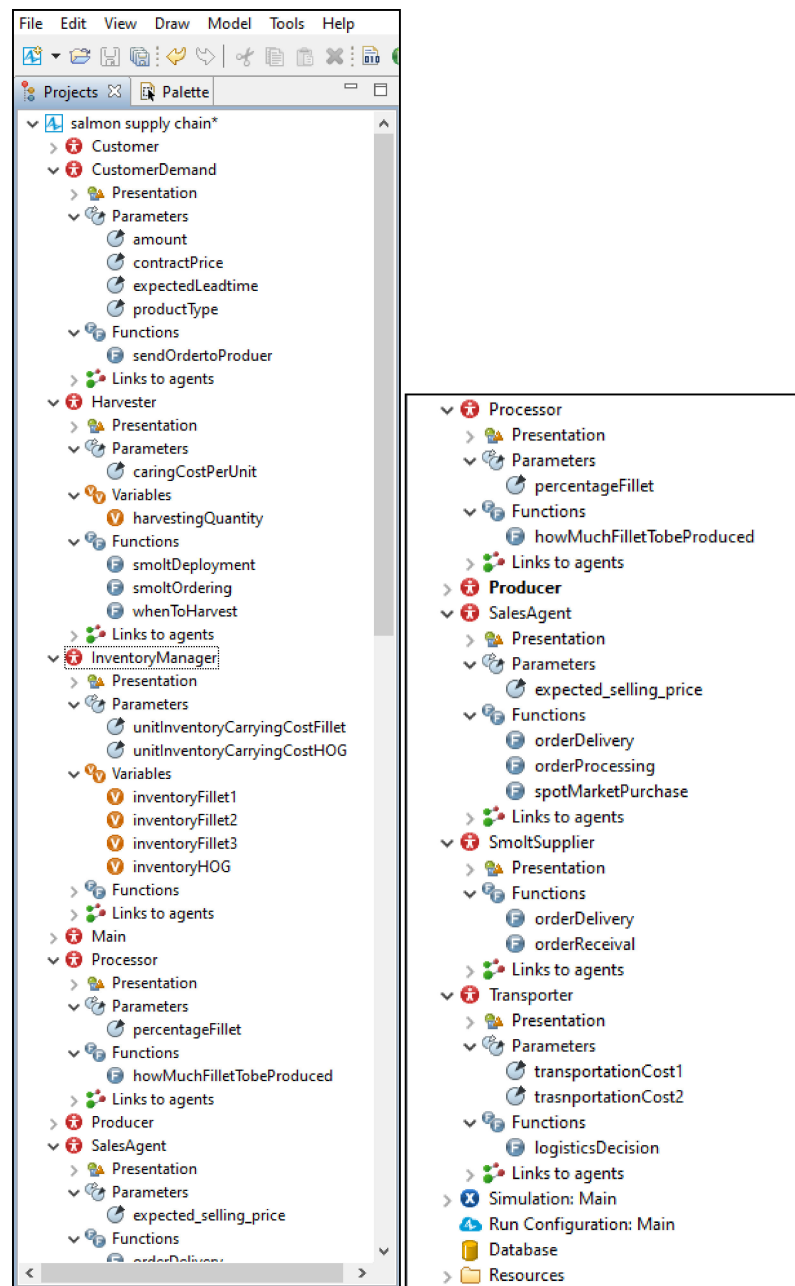 File Edit View Draw Model Tools Help
Projects Palette
salmon supply chain*
Customer
CustomerDemand
Presentation
Parameters
amount
contractPrice
expectedLeadtime
productType
Functions
sendOrdertoProduer
Links to agents
Harvester
Presentation
Parameters
caringCostPerUnit
Variables
harvestingQuantity
Functions
smoltDeployment
smoltOrdering
whenToHarvest
Links to agents
InventoryManager
Presentation
Parameters
unitInventoryCarryingCostFillet
unitInventoryCarryingCostHOG
Variables
inventoryFillet1
inventoryFillet2
inventoryFillet3
inventoryHOG
Functions
Links to agents
Main
Processor
Presentation
Parameters
percentageFillet
Functions
howMuchFilletTobeProduced
Links to agents
Producer
SalesAgent
Presentation
Parameters
expected_selling_price
Functions
orderDelivery
Processor
Presentation
Parameters
percentageFillet
Functions
howMuchFilletTobeProduced
Links to agents
Producer
SalesAgent
Presentation
Parameters
expected_selling_price
Functions
orderDelivery
orderProcessing
spotMarketPurchase
Links to agents
SmoltSupplier
Presentation
Functions
orderDelivery
orderReceival
Links to agents
Transporter
Presentation
Parameters
transportationCost1
trasnportationCost2
Functions
logisticsDecision
Links to agents
Simulation: Main
Run Configuration: Main
Database
Resources